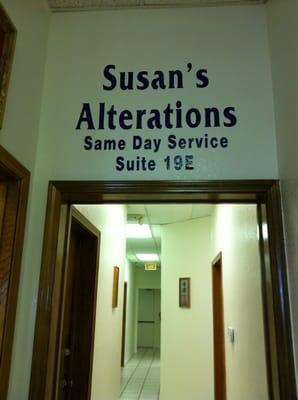 Susan's
Alterations
Same Day Service
Suite 19E